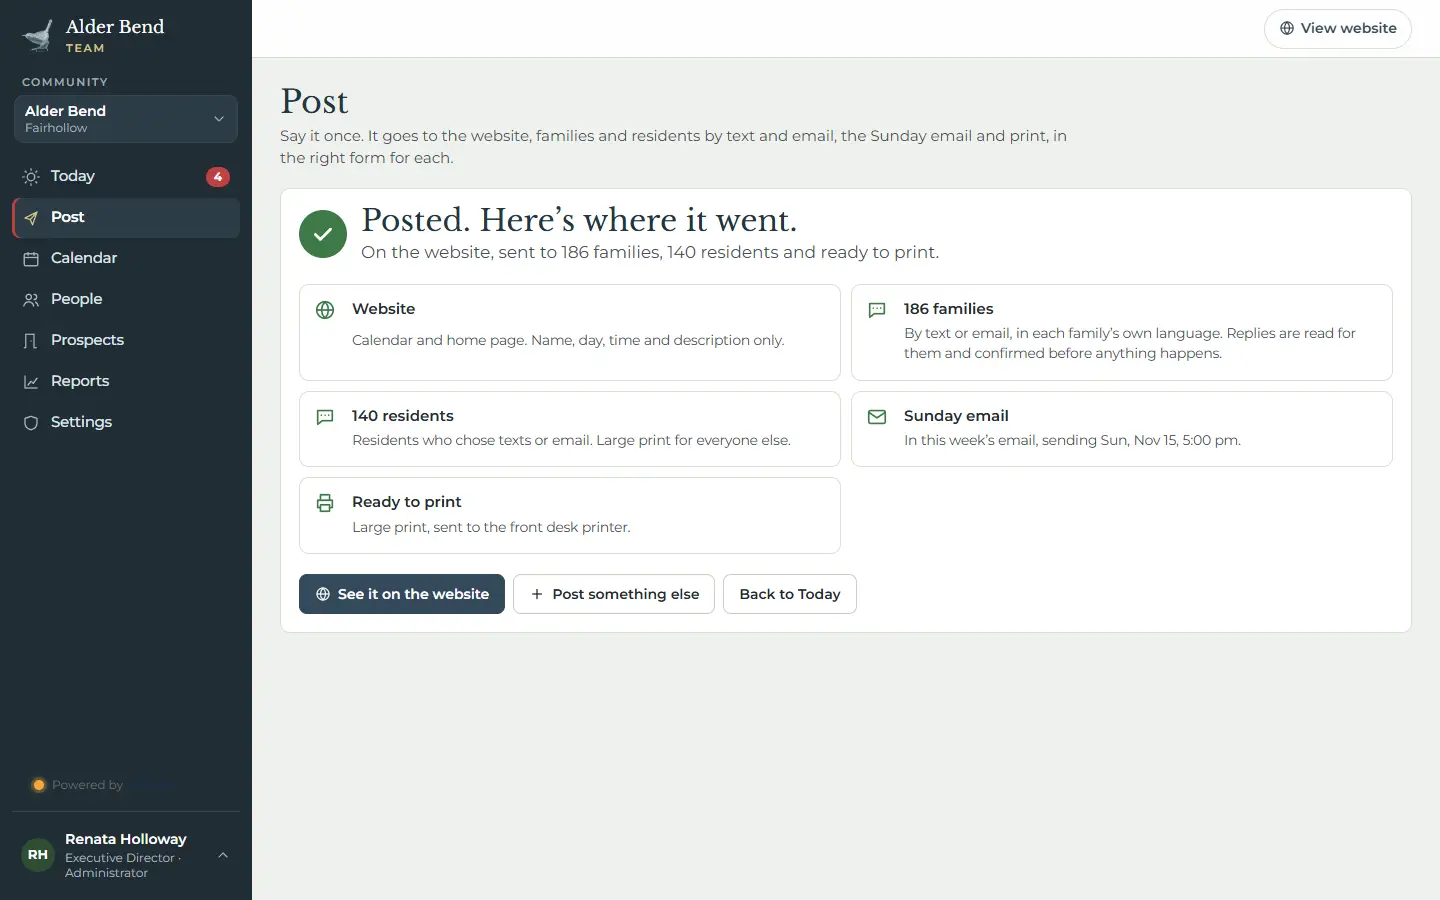 Alder Bend
TEAM
COMMUNITY
Alder Bend
Fairhollow
Today
4
Post
Calendar
People
Prospects
Reports
Settings
Powered by
RH
Renata Holloway
Executive Director ·
Administrator
View website
Post
Say it once. It goes to the website, families and residents by text and email, the Sunday email and print, in
the right form for each.
Posted. Here’s where it went.
On the website, sent to 186 families, 140 residents and ready to print.
Website
Calendar and home page. Name, day, time and description only.
186 families
By text or email, in each family’s own language. Replies are read for
them and confirmed before anything happens.
140 residents
Residents who chose texts or email. Large print for everyone else.
Sunday email
In this week’s email, sending Sun, Nov 15, 5:00 pm.
Ready to print
Large print, sent to the front desk printer.
See it on the website
Post something else
Back to Today